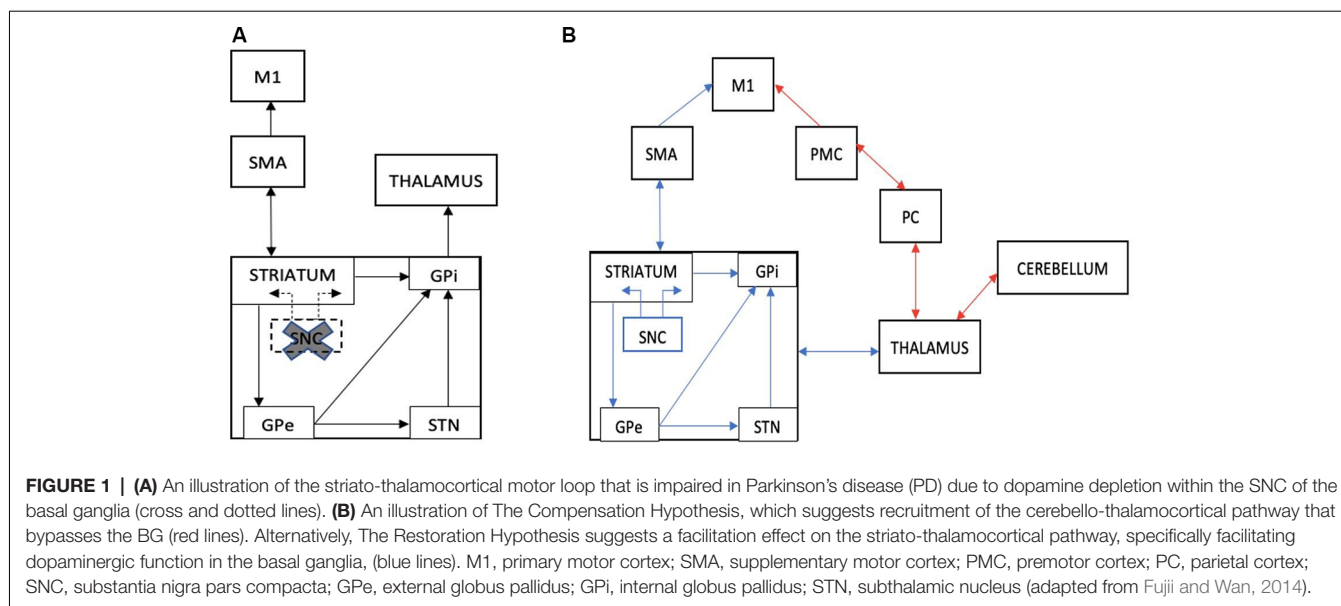 A
M1
SMA
THALAMUS
STRIATUM
GPi
SNC
GPe
STN
B
M1
SMA
PMC
PC
STRIATUM
GPi
CEREBELLUM
SNC
THALAMUS
GPe
STN
FIGURE 1 | (A) An illustration of the striato-thalamocortical motor loop that is impaired in Parkinson's disease (PD) due to dopamine depletion within the SNC of the
basal ganglia (cross and dotted lines). (B) An illustration of The Compensation Hypothesis, which suggests recruitment of the cerebello-thalamocortical pathway that
bypasses the BG (red lines). Alternatively, The Restoration Hypothesis suggests a facilitation effect on the striato-thalamocortical pathway, specifically facilitating
dopaminergic function in the basal ganglia, (blue lines). M1, primary motor cortex; SMA, supplementary motor cortex; PMC, premotor cortex; PC, parietal cortex;
SNC, substantia nigra pars compacta; GPe, external globus pallidus; GPi, internal globus pallidus; STN, subthalamic nucleus (adapted from Fujii and Wan, 2014).